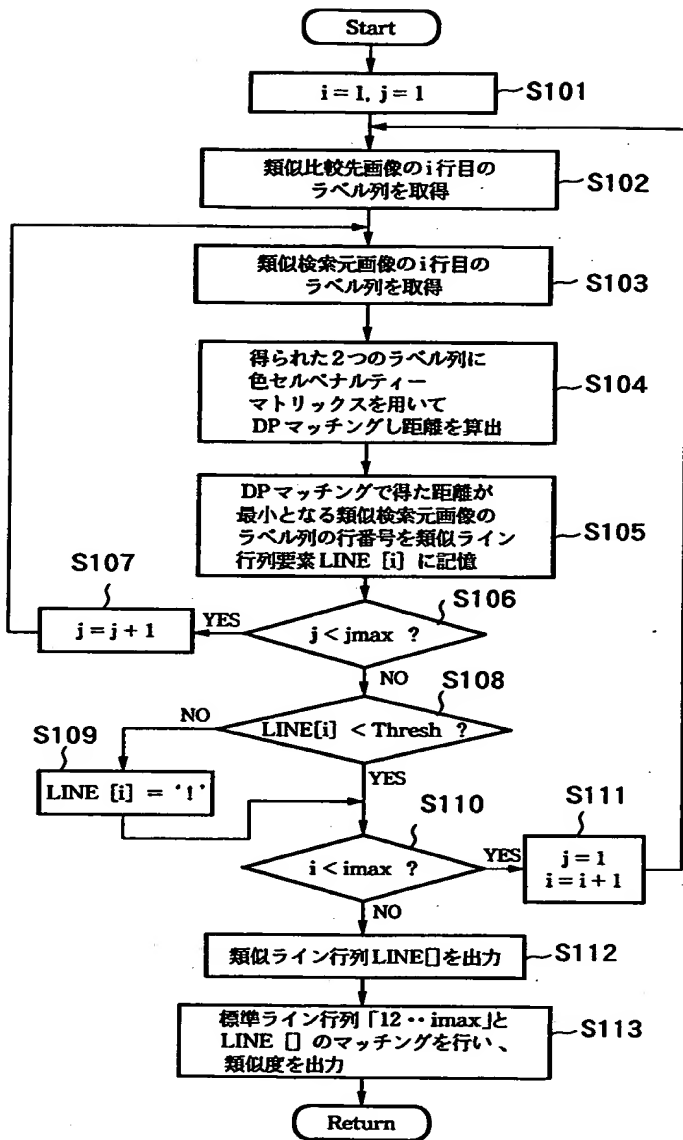 Start
i = 1, j = 1
S101
類似比較先画像のi行目の
ラベル列を取得
S102
類似検索元画像のi行目の
ラベル列を取得
S103
得られた2つのラベル列に
色セルペナルティー
マトリックスを用いて
DPマッチングし距離を算出
S104
DPマッチングで得た距離が
最小となる類似検索元画像の
ラベル列の行番号を類似ライン
行列要素LINE [i] に記憶
S105
S106
j < jmax ?
YES
S107
j = j + 1
NO
S108
LINE[i] < Thresh ?
NO
S109
LINE [i] = ‘!’
YES
S110
i < imax ?
YES
S111
j = 1
i = i + 1
NO
類似ライン行列LINE[]を出力
S112
標準ライン行列「12・・imax」と
LINE [] のマッチングを行い、
類似度を出力
S113
Return